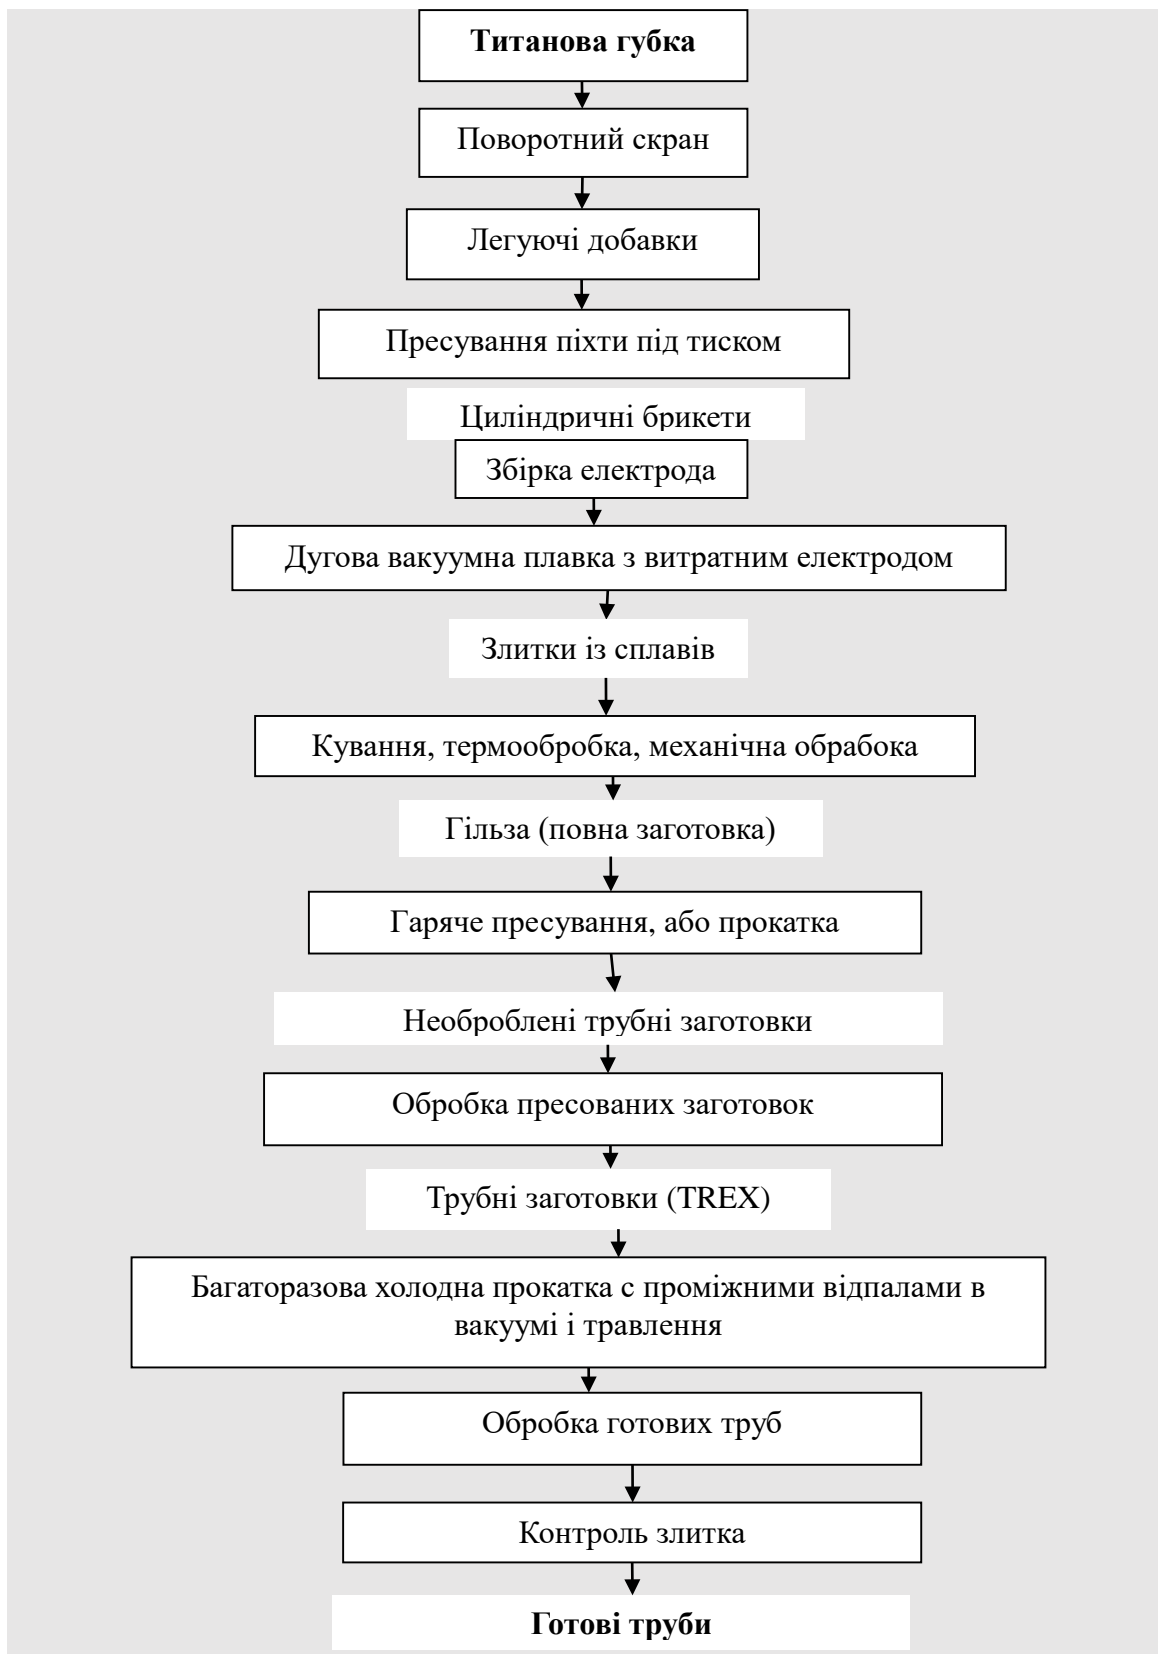 Титанова губка
Поворотний скран
Легуючі добавки
Пресування піхти під тиском
Циліндричні брикети
Збірка електрода
Дугова вакуумна плавка з витратним електродом
Злитки із сплавів
Кування, термообробка, механічна обрабока
Гільза (повна заготовка)
Гаряче пресування, або прокатка
Необроблені трубні заготовки
Обробка пресованих заготовок
Трубні заготовки (TREX)
Багаторазова холодна прокатка с проміжними відпалами в
вакуумі і травлення
Обробка готових труб
Контроль злитка
Готові труби